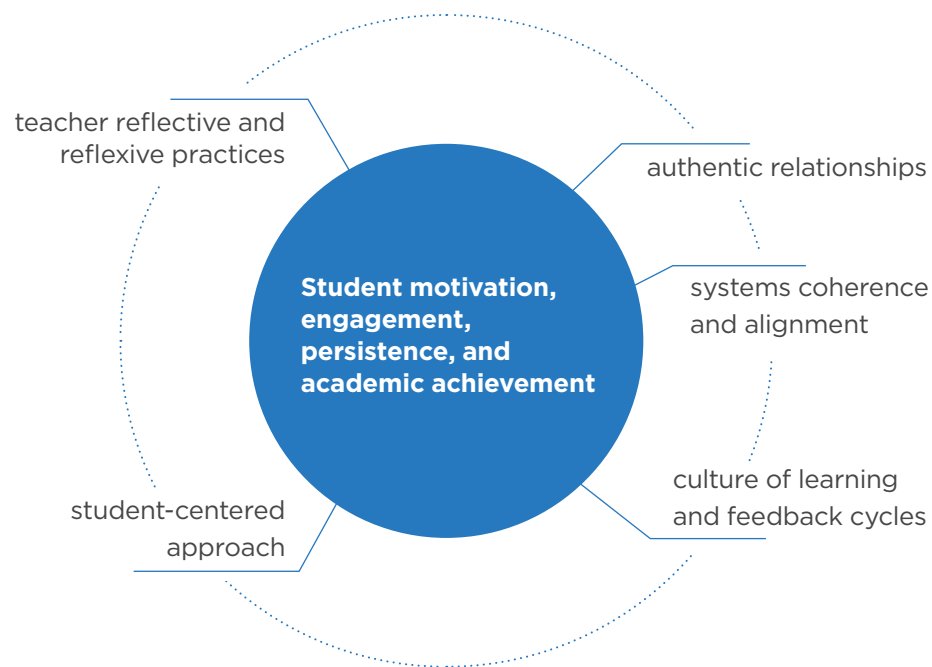 teacher reflective and
reflexive practices
authentic relationships
Student motivation,
engagement,
persistence, and
academic achievement
systems coherence
and alignment
culture of learning
and feedback cycles
student-centered
approach